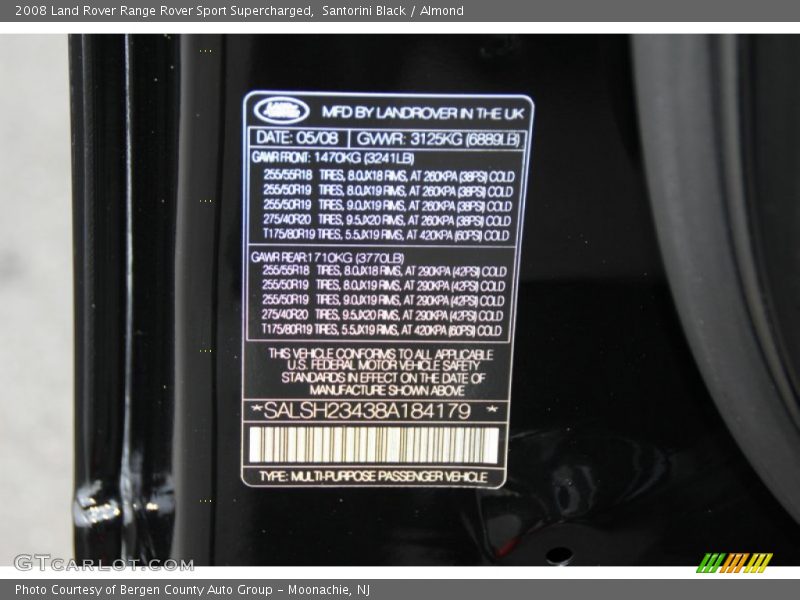 2008 Land Rover Range Rover Sport Supercharged,  Santorini Black / Almond
LAND ROVER MFD BY LANDROVER IN THE UK
DATE: 05/08 GVWR: 3125KG (6889LB)
GAWR FRONT: 1470KG (3241LB)
255/55R18 TIRES, 8.0JX18 RIMS, AT 260KPA (38PSI) COLD
255/50R19 TIRES, 8.0JX19 RIMS, AT 260KPA (38PSI) COLD
255/50R19 TIRES, 9.0JX19 RIMS, AT 260KPA (38PSI) COLD
275/40R20 TIRES, 9.5JX20 RIMS, AT 260KPA (38PSI) COLD
T175/80R19 TIRES, 5.5JX19 RIMS, AT 420KPA (60PSI) COLD
GAWR REAR: 1710KG (3770LB)
255/55R18 TIRES, 8.0JX18 RIMS, AT 290KPA (42PSI) COLD
255/50R19 TIRES, 8.0JX19 RIMS, AT 290KPA (42PSI) COLD
255/50R19 TIRES, 9.0JX19 RIMS, AT 290KPA (42PSI) COLD
275/40R20 TIRES, 9.5JX20 RIMS, AT 290KPA (42PSI) COLD
T175/80R19 TIRES, 5.5JX19 RIMS, AT 420KPA (60PSI) COLD
THIS VEHICLE CONFORMS TO ALL APPLICABLE
U.S. FEDERAL MOTOR VEHICLE SAFETY
STANDARDS IN EFFECT ON THE DATE OF
MANUFACTURE SHOWN ABOVE
*SALSH23438A184179 *
TYPE: MULTI-PURPOSE PASSENGER VEHICLE
GTCARLOT.COM
Photo Courtesy of Bergen County Auto Group - Moonachie, NJ